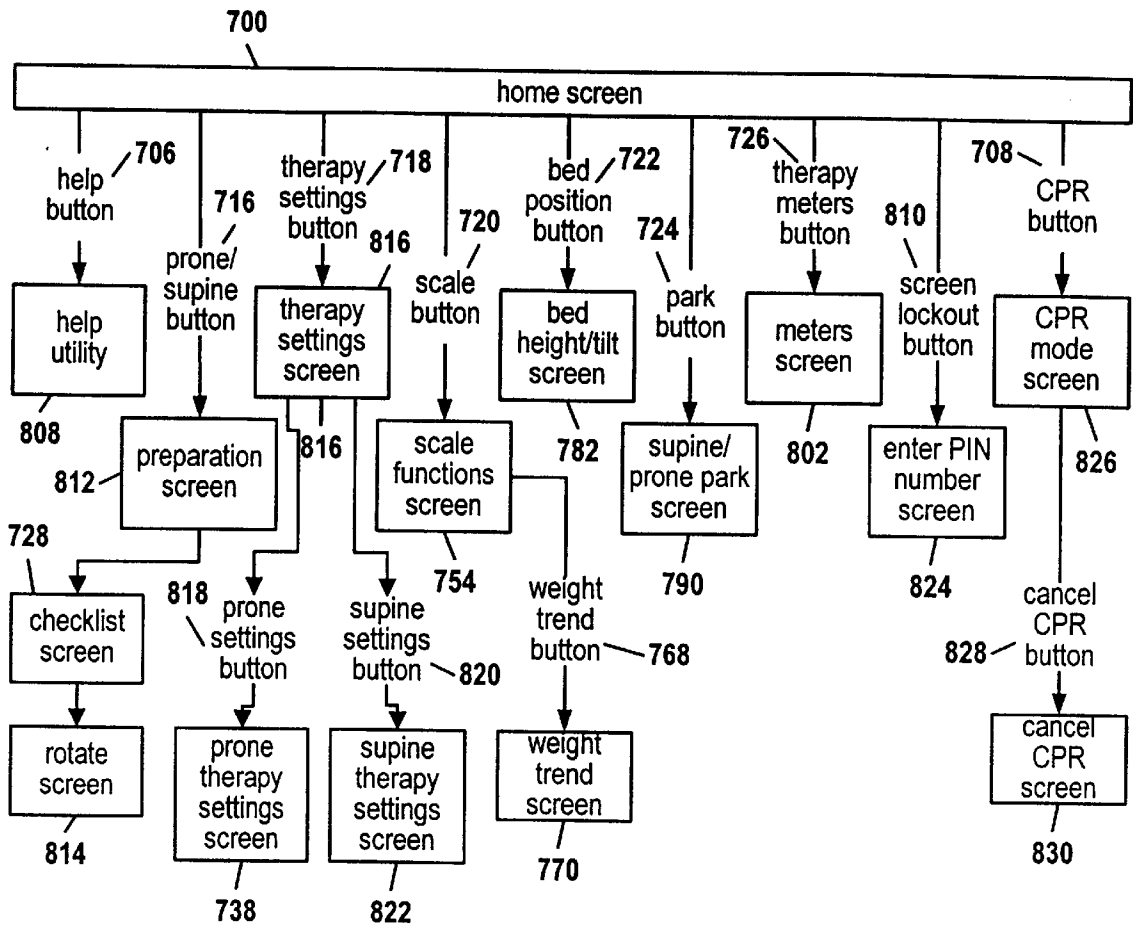 700
home screen
706
help
button
716
prone/
supine
button
therapy
settings
button
718
816
720
scale
button
bed
position
button
722
724
park
button
726
therapy
meters
button
810
screen
lockout
button
708
CPR
button
help
utility
808
therapy
settings
screen
816
bed
height/tilt
screen
782
meters
screen
802
CPR
mode
screen
826
812
preparation
screen
scale
functions
screen
754
supine/
prone park
screen
790
enter PIN
number
screen
824
728
checklist
screen
818
prone
settings
button
supine
settings
button
820
weight
trend
button
768
828
cancel
CPR
button
rotate
screen
814
prone
therapy
settings
screen
738
supine
therapy
settings
screen
822
weight
trend
screen
770
cancel
CPR
screen
830